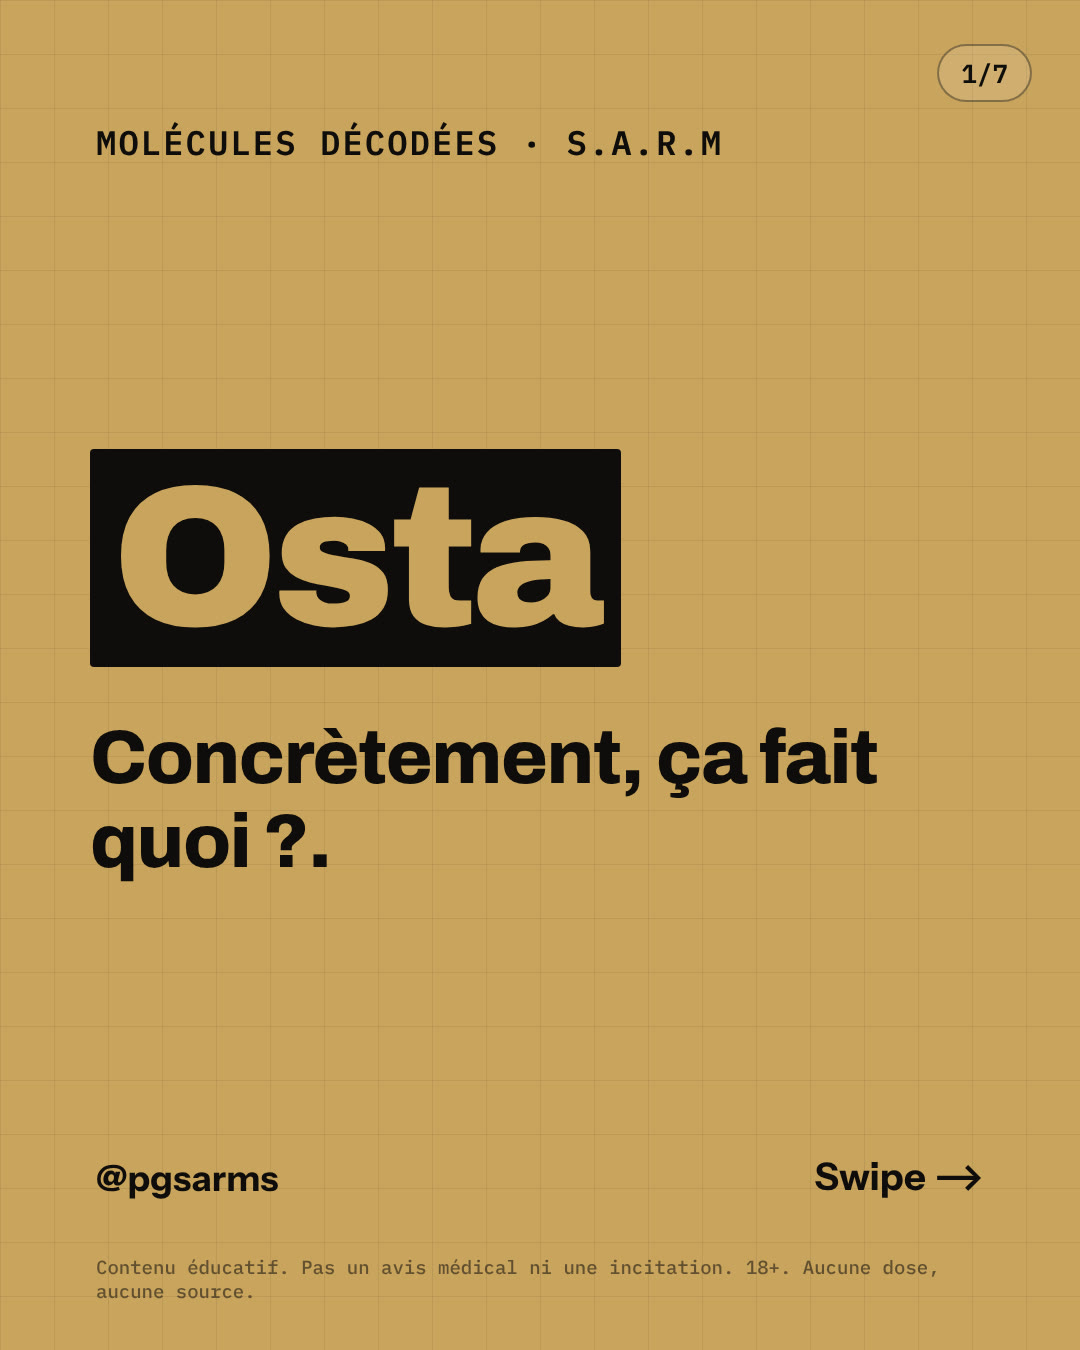 1/7
MOLÉCULES DÉCODÉES · S.A.R.M
Osta
Concrètement, ça fait
quoi ?.
@pgsarms
Swipe →
Contenu éducatif. Pas un avis médical ni une incitation. 18+. Aucune dose,
aucune source.